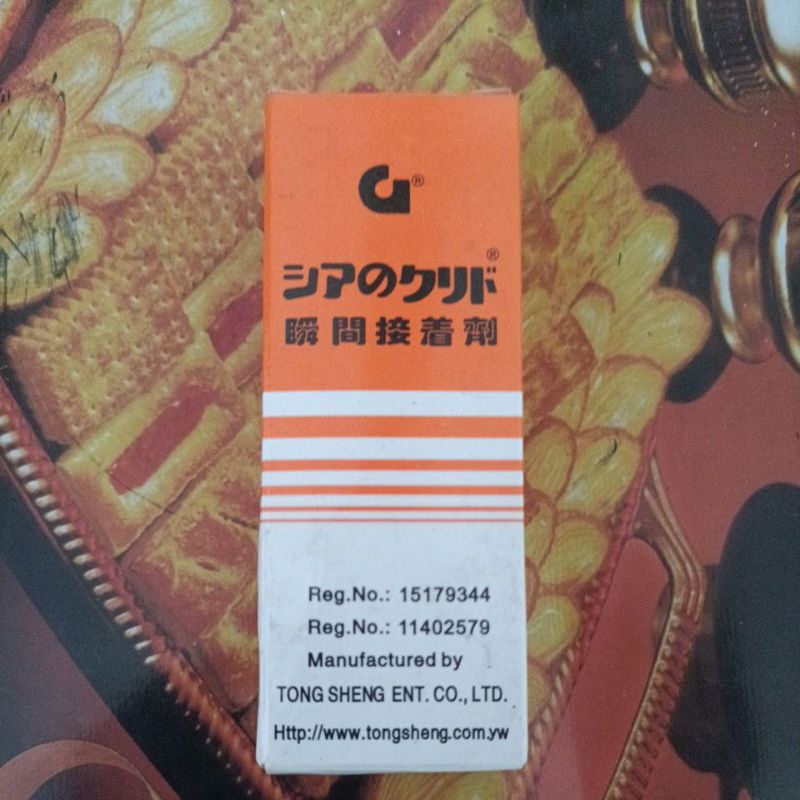 G®
シアのクリド®
瞬間接着劑
Reg.No.: 15179344
Reg.No.: 11402579
Manufactured by
TONG SHENG ENT. CO., LTD.
Http://www.tongsheng.com.yw